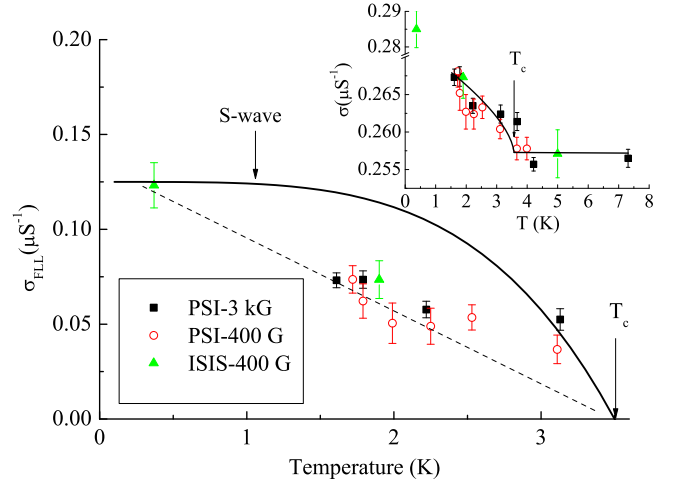 0.29
0.28
0.265
0.260
0.255
σ(μS⁻¹)
T_c
0 1 2 3 4 5 6 7 8
T (K)
0.20
0.15
0.10
0.05
0.00
σ_FLL(μS⁻¹)
S-wave
PSI-3 kG
PSI-400 G
ISIS-400 G
T_c
0 1 2 3
Temperature (K)